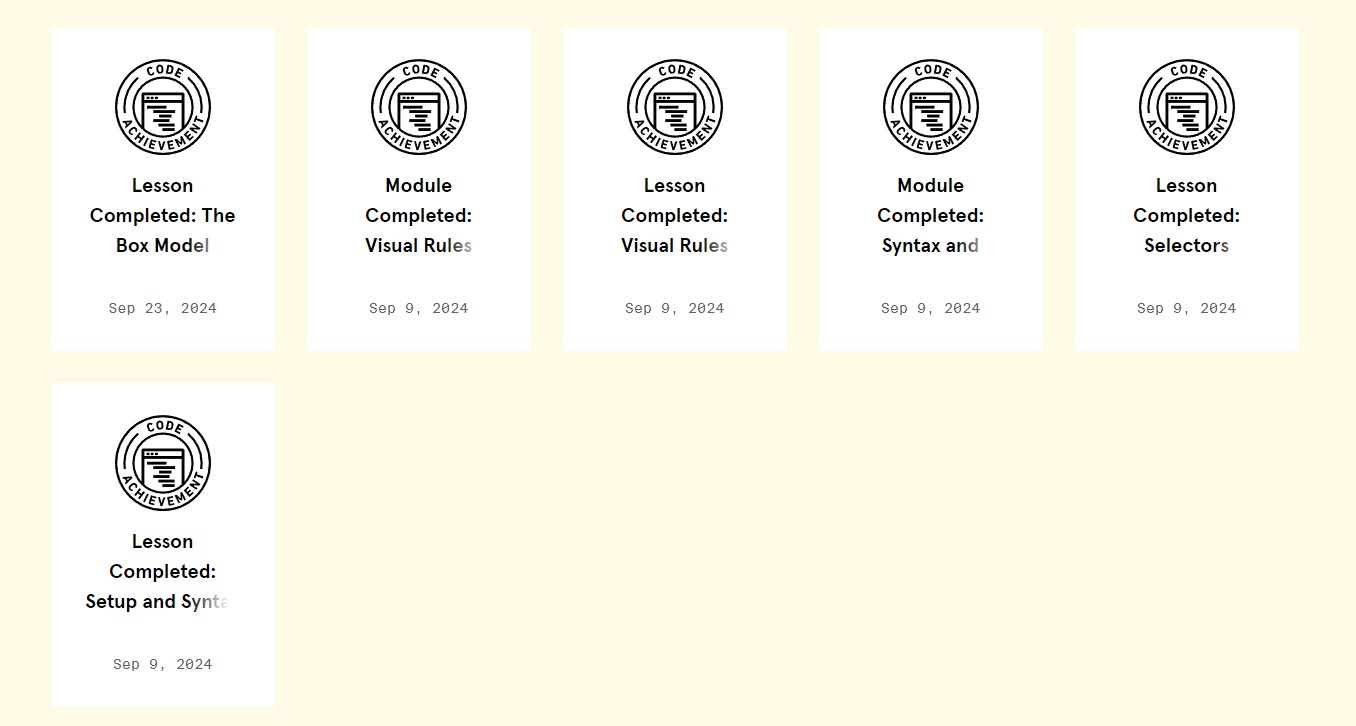 CODE
ACHIEVEMENT
Lesson
Completed: The
Box Model
Sep 23, 2024
CODE
ACHIEVEMENT
Module
Completed:
Visual Rules
Sep 9, 2024
CODE
ACHIEVEMENT
Lesson
Completed:
Visual Rules
Sep 9, 2024
CODE
ACHIEVEMENT
Module
Completed:
Syntax and
Sep 9, 2024
CODE
ACHIEVEMENT
Lesson
Completed:
Selectors
Sep 9, 2024
CODE
ACHIEVEMENT
Lesson
Completed:
Setup and Synta
Sep 9, 2024